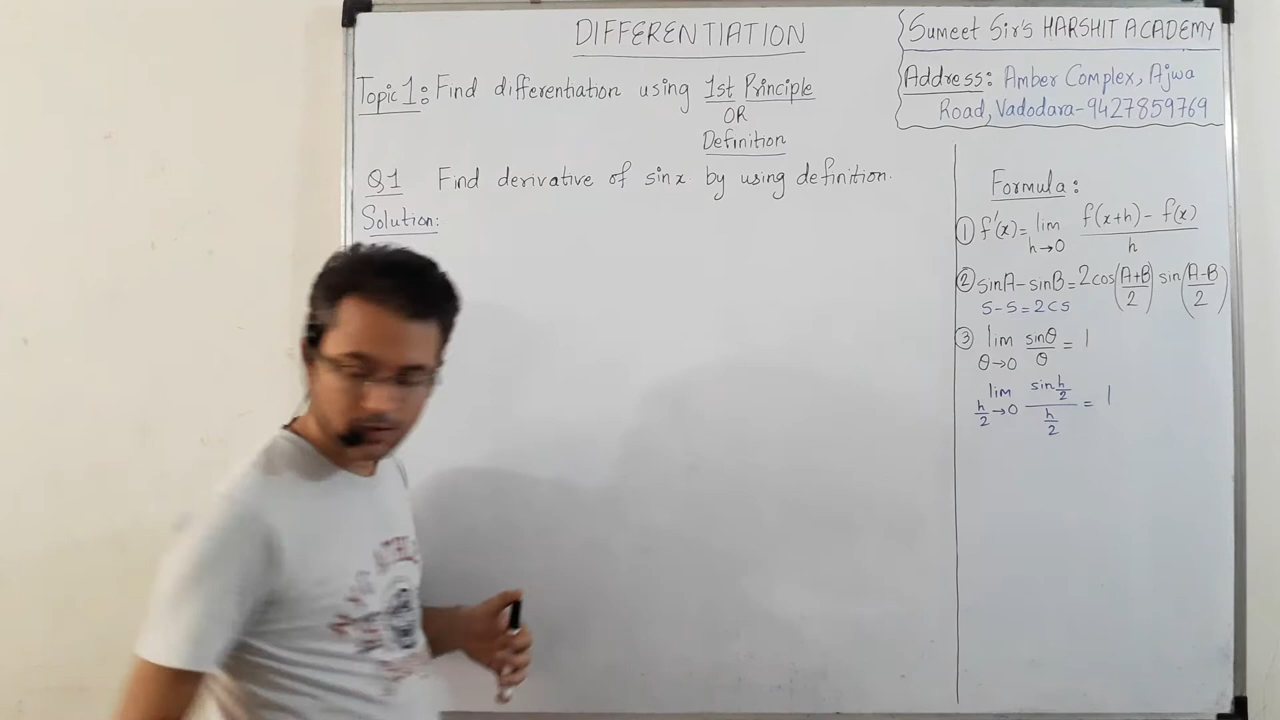 DIFFERENTIATION
Topic 1: Find differentiation using 1st Principle
OR
Definition
Q1 Find derivative of sinx by using definition.
Solution:
Sumeet Sir's HARSHIT ACADEMY
Address: Amber Complex, Ajwa
Road, Vadodara-9427859769
Formula:
① f'(x) = lim h→0 f(x+h) - f(x) / h
② sinA - sinB = 2cos(A+B/2) sin(A-B/2)
S-S=2CS
③ lim θ→0 sinθ/θ = 1
lim h/2→0 sin h/2 / h/2 = 1